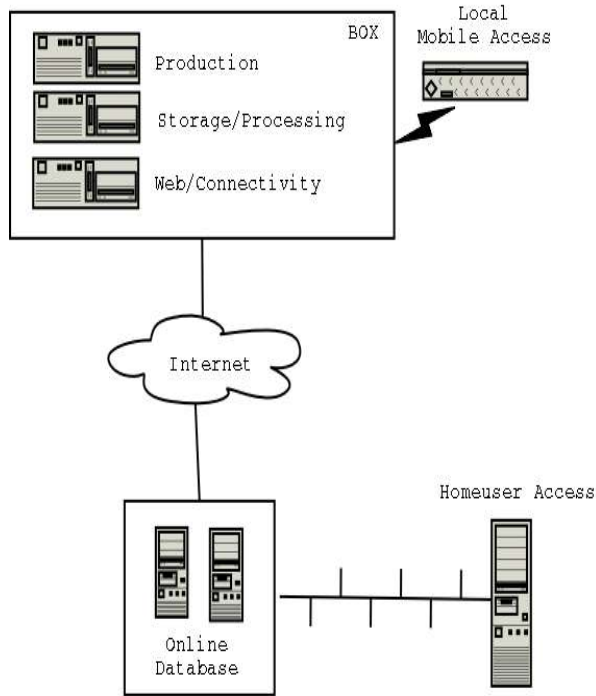 BOX
Local
Mobile Access
Production
Storage/Processing
Web/Connectivity
Internet
Homeuser Access
Online
Database